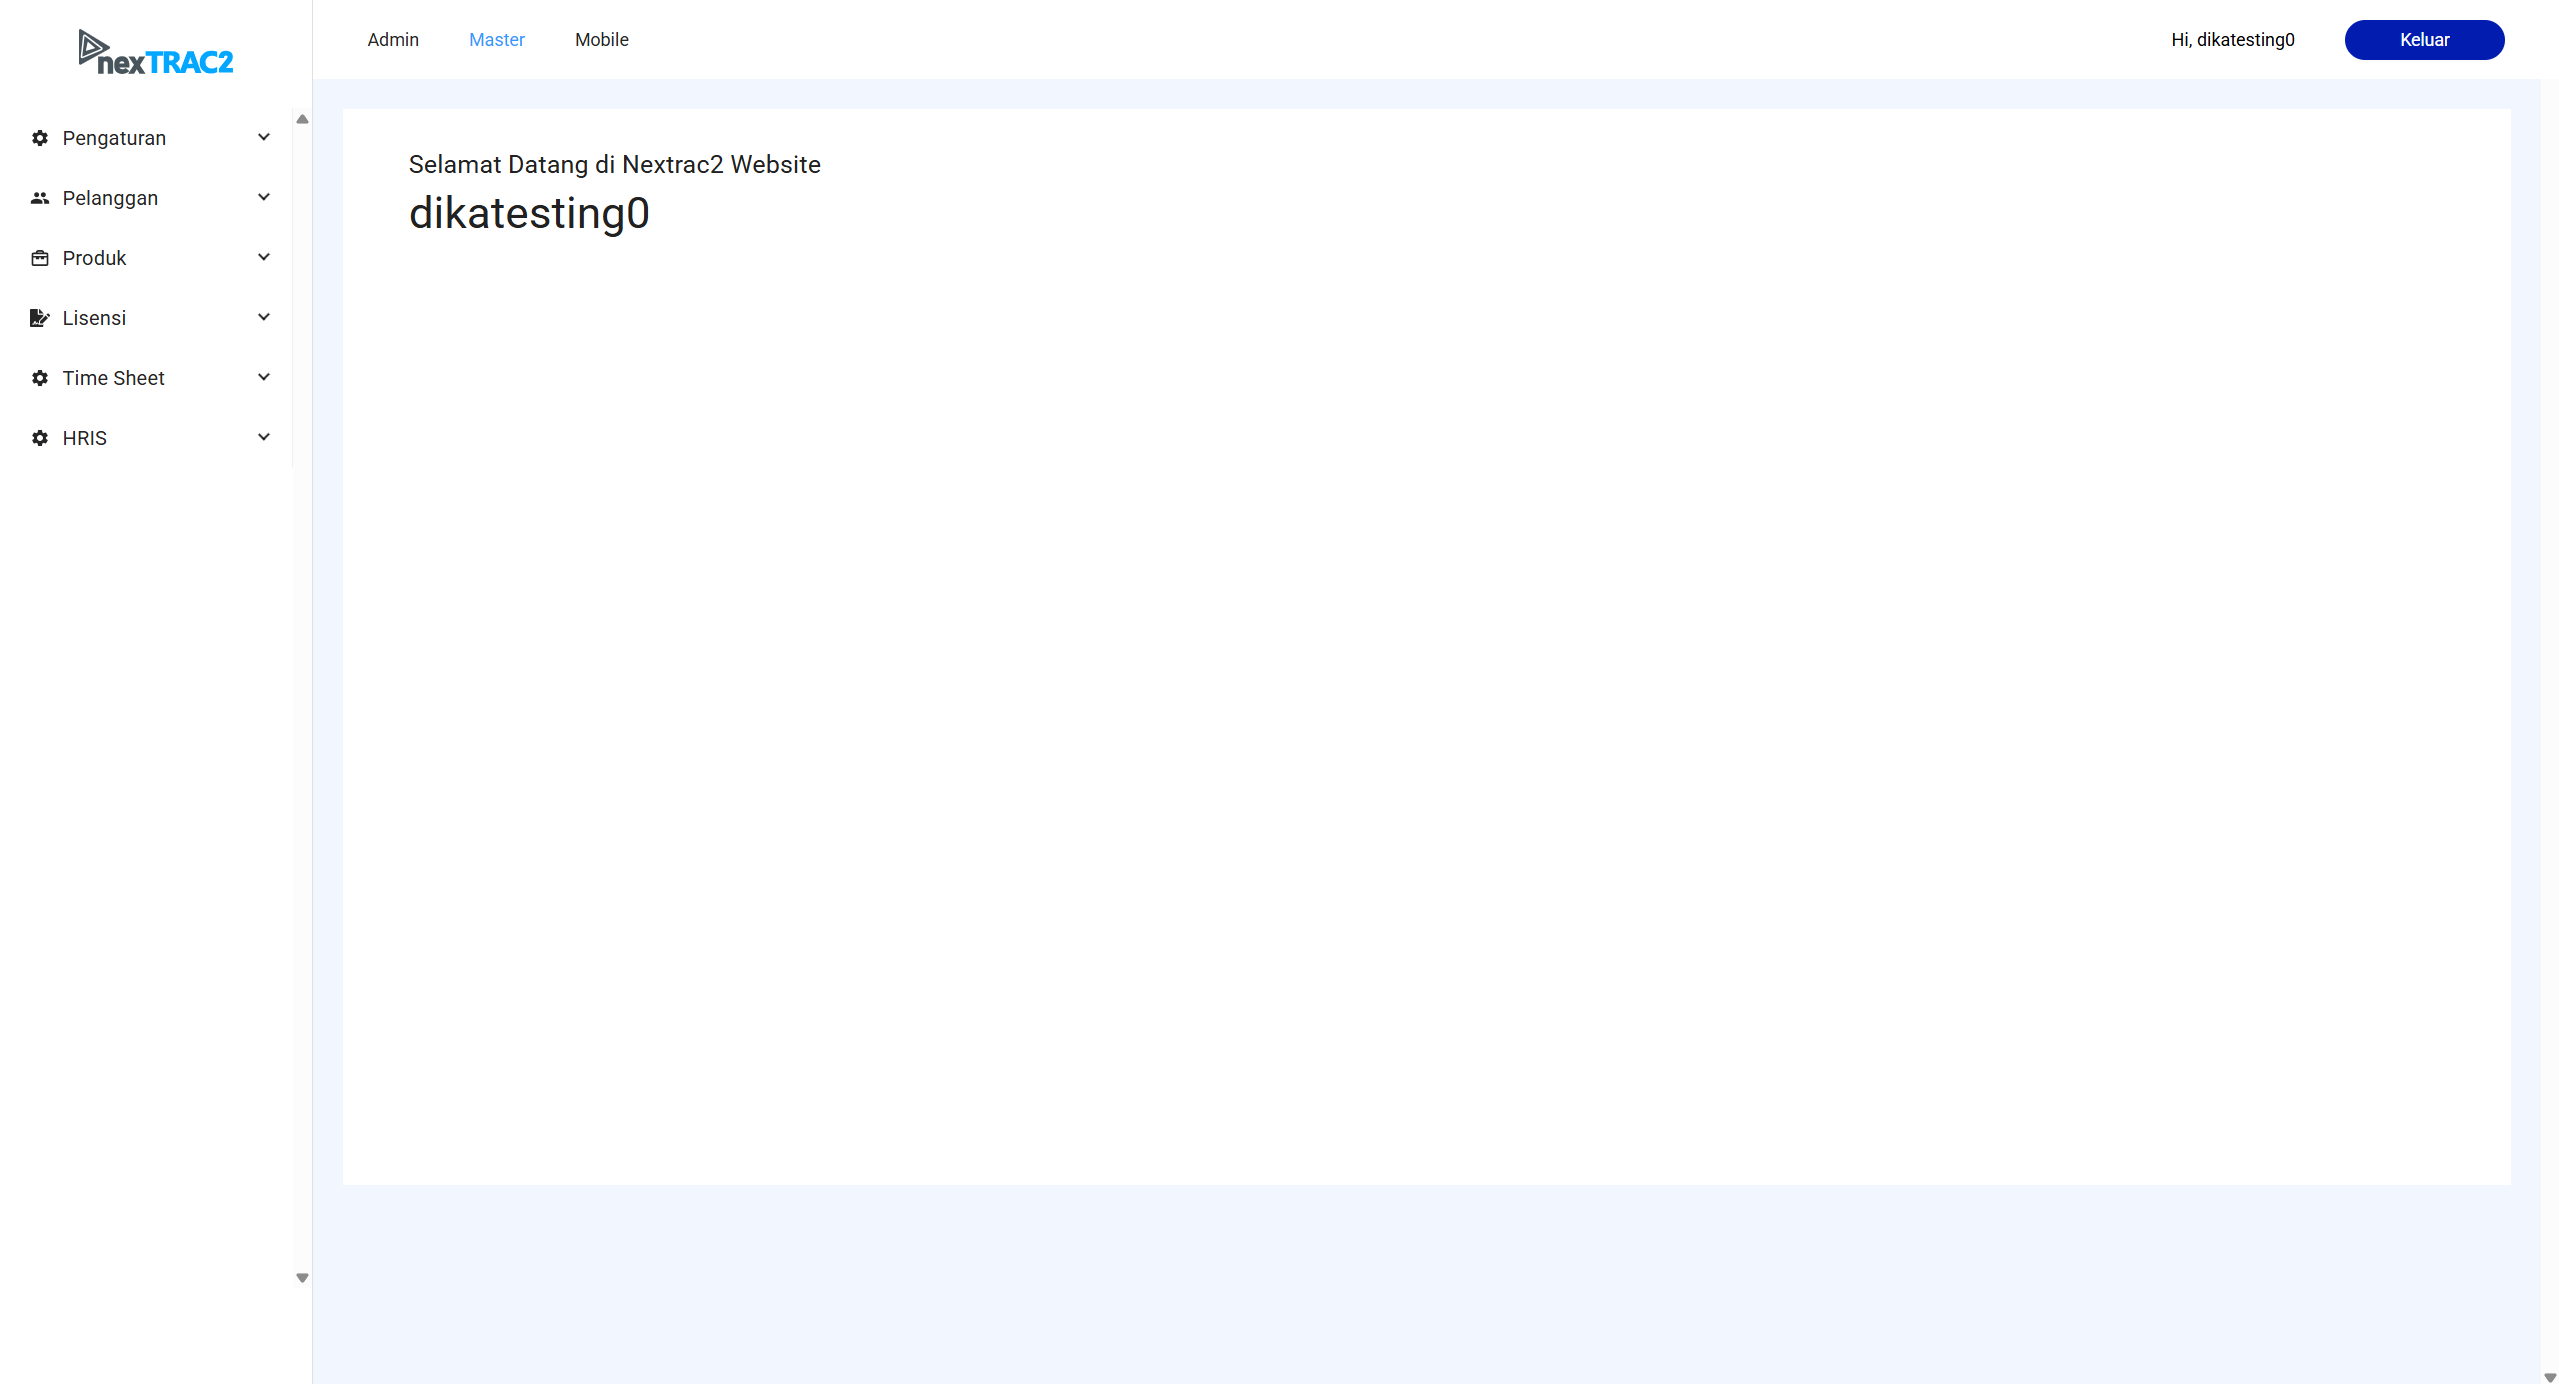 nexTRAC2
Admin
Master
Mobile
Hi, dikatesting0
Keluar
Pengaturan
Pelanggan
Produk
Lisensi
Time Sheet
HRIS
Selamat Datang di Nextrac2 Website
dikatesting0